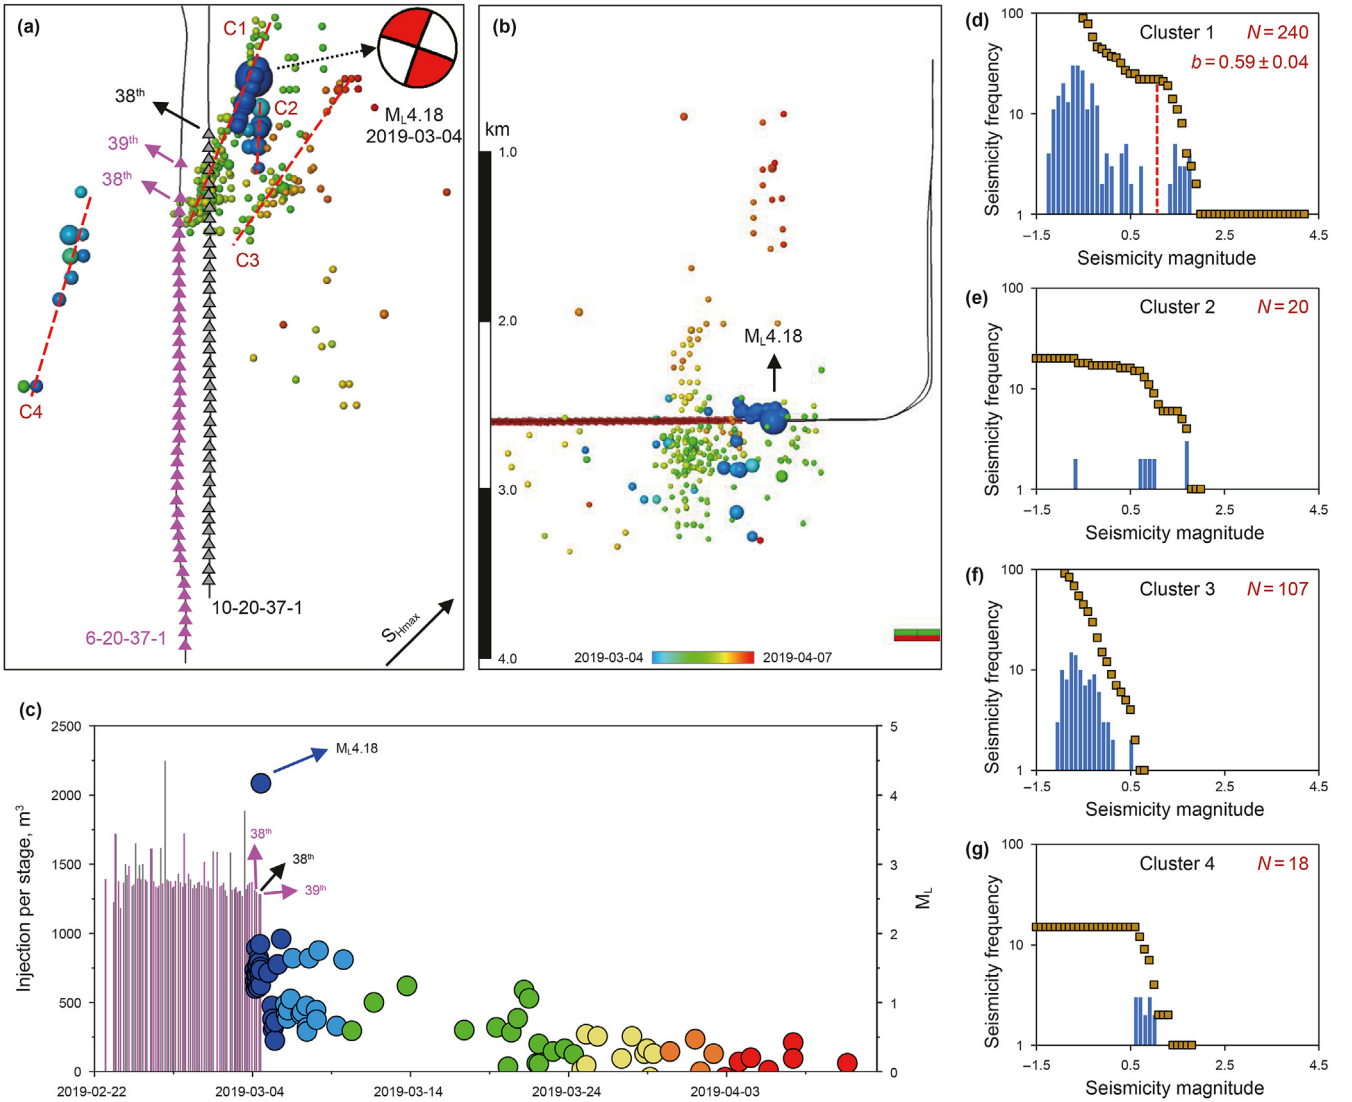 (a)
C1
38th
C2
39th
38th
M_L4.18
2019-03-04
C3
C4
10-20-37-1
6-20-37-1
S_Hmax
(b)
km
1.0
2.0
3.0
4.0
M_L4.18
2019-03-04
2019-04-07
(c)
Injection per stage, m³
2500
2000
1500
1000
500
0
M_L4.18
38th
38th
39th
5
4
3
2
1
0
M_L
2019-02-22
2019-03-04
2019-03-14
2019-03-24
2019-04-03
(d)
Cluster 1
N = 240
b = 0.59 ± 0.04
Seismicity frequency
100
10
1
–1.5
0.5
2.5
4.5
Seismicity magnitude
(e)
Cluster 2
N = 20
Seismicity frequency
100
10
1
–1.5
0.5
2.5
4.5
Seismicity magnitude
(f)
Cluster 3
N = 107
Seismicity frequency
100
10
1
–1.5
0.5
2.5
4.5
Seismicity magnitude
(g)
Cluster 4
N = 18
Seismicity frequency
100
10
1
–1.5
0.5
2.5
4.5
Seismicity magnitude